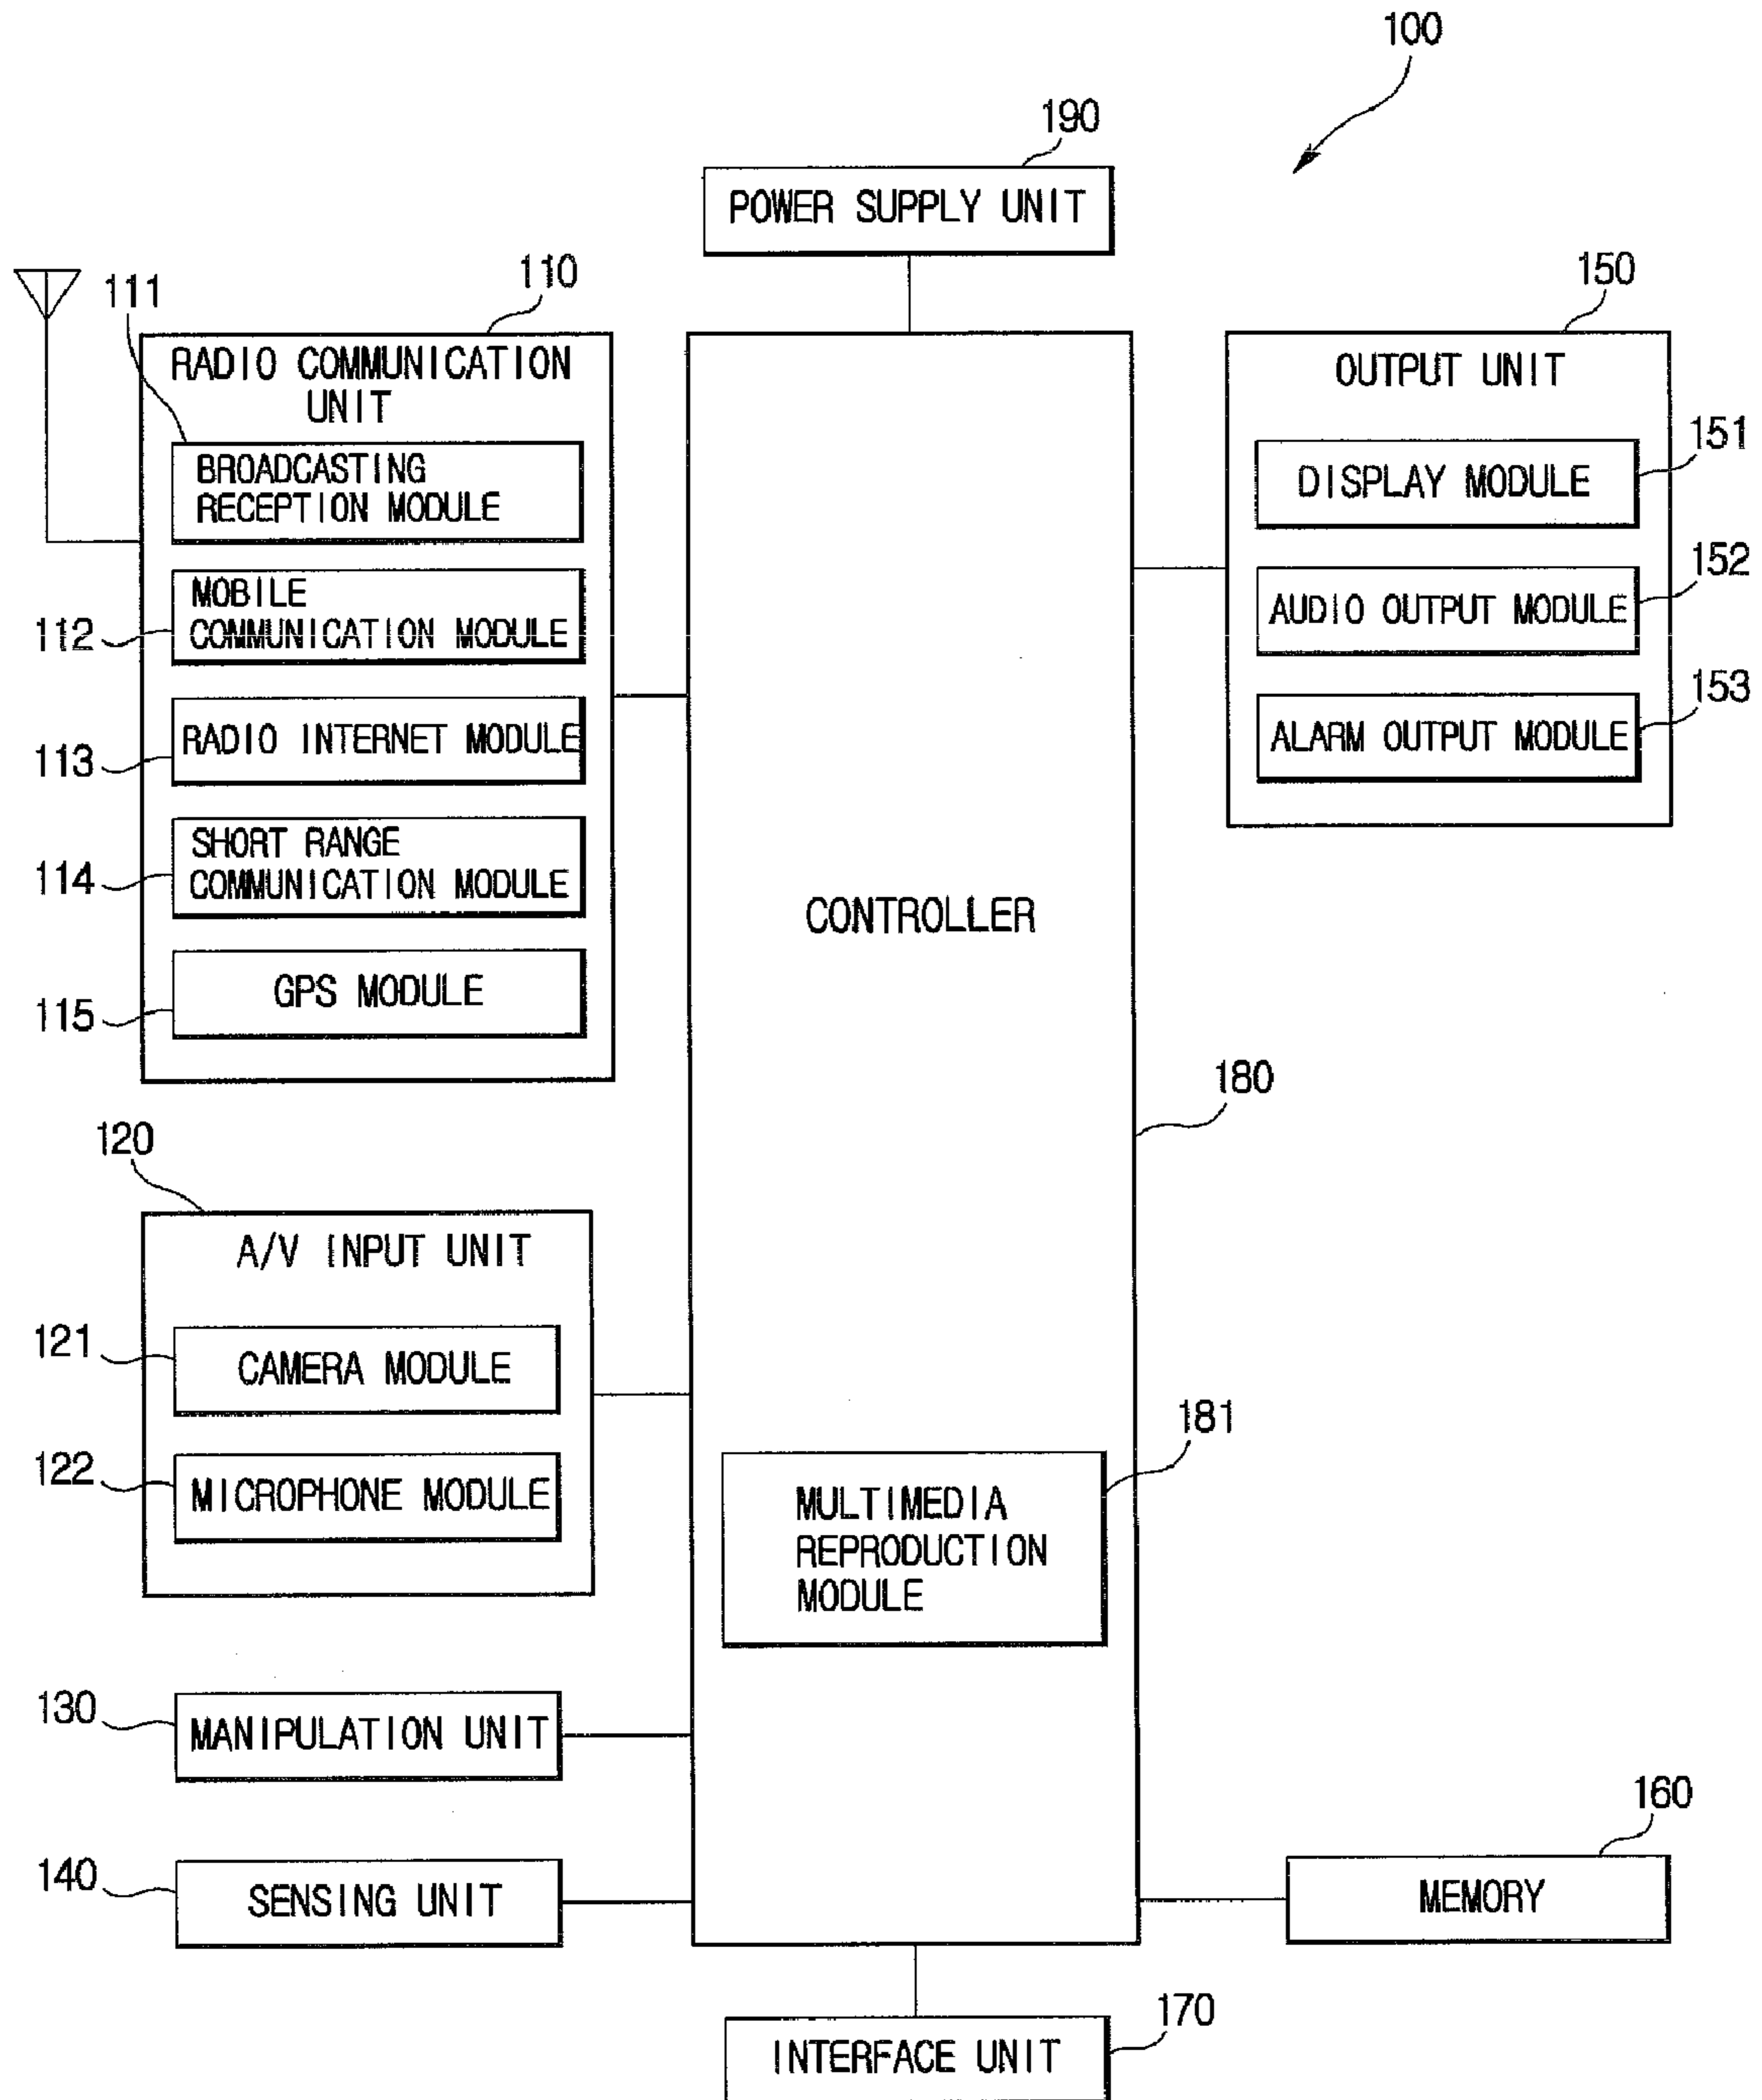 100
190
POWER SUPPLY UNIT
110
111
RADIO COMMUNICATION
UNIT
BROADCASTING
RECEPTION MODULE
112
MOBILE
COMMUNICATION MODULE
113
RADIO INTERNET MODULE
114
SHORT RANGE
COMMUNICATION MODULE
115
GPS MODULE
120
A/V INPUT UNIT
121
CAMERA MODULE
122
MICROPHONE MODULE
130
MANIPULATION UNIT
140
SENSING UNIT
CONTROLLER
180
181
MULTIMEDIA
REPRODUCTION
MODULE
150
OUTPUT UNIT
151
DISPLAY MODULE
152
AUDIO OUTPUT MODULE
153
ALARM OUTPUT MODULE
160
MEMORY
170
INTERFACE UNIT